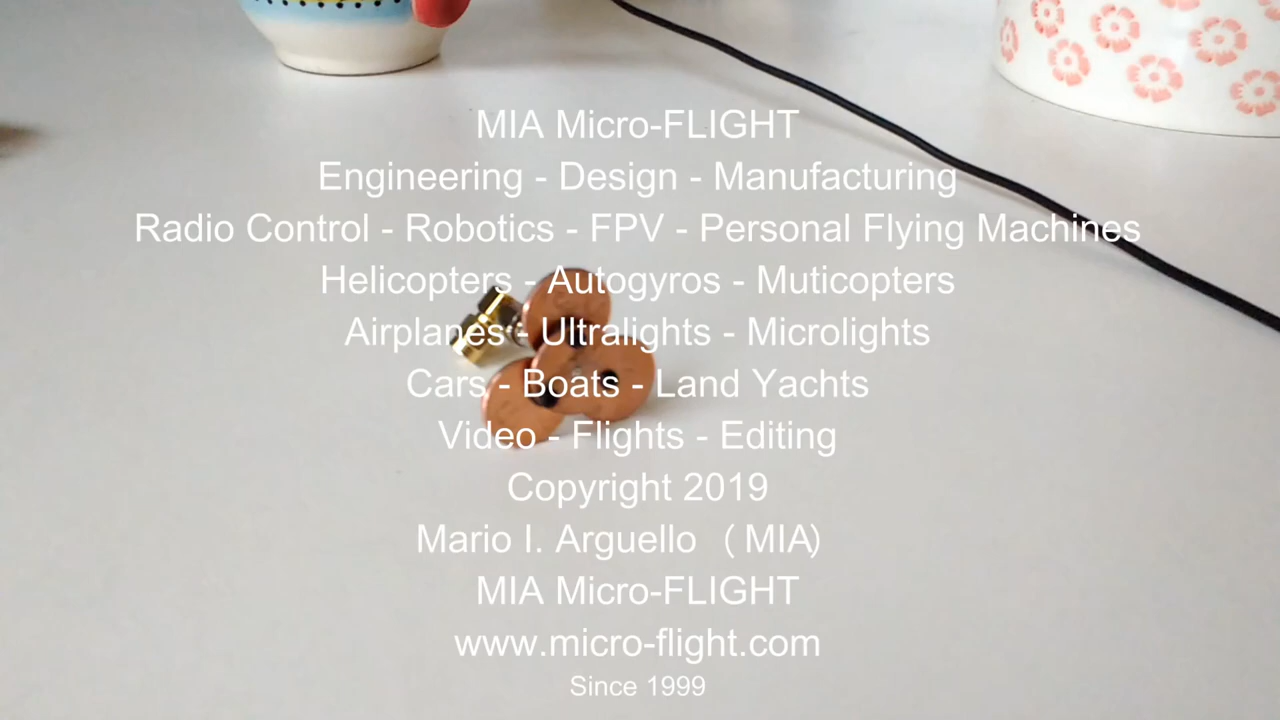 MIA Micro-FLIGHT
Engineering - Design - Manufacturing
Radio Control - Robotics - FPV - Personal Flying Machines
Helicopters - Autogyros - Muticopters
Airplanes - Ultralights - Microlights
Cars - Boats - Land Yachts
Video - Flights - Editing
Copyright 2019
Mario I. Arguello ( MIA)
MIA Micro-FLIGHT
www.micro-flight.com
Since 1999